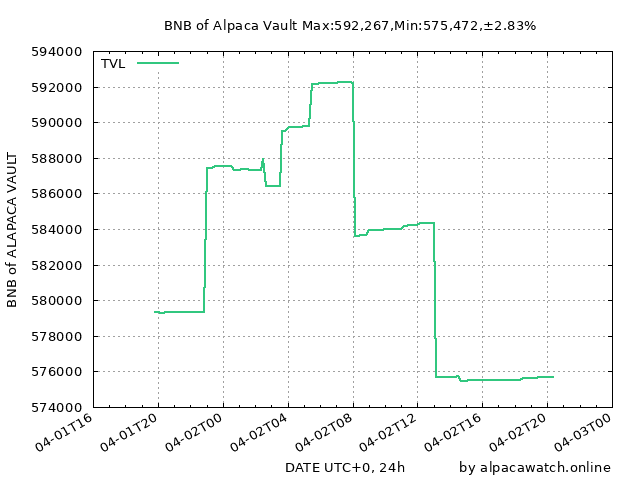 BNB of Alpaca Vault Max:592,267,Min:575,472,±2.83%
TVL
594000
592000
590000
588000
586000
584000
582000
580000
578000
576000
574000
BNB of ALAPACA VAULT
04-01T16
04-01T20
04-02T00
04-02T04
04-02T08
04-02T12
04-02T16
04-02T20
04-03T00
DATE UTC+0, 24h
by alpacawatch.online